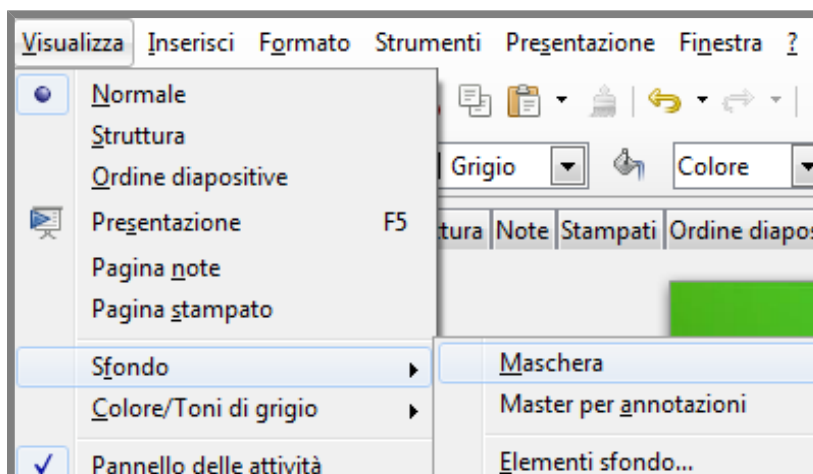 Visualizza Inserisci Formato Strumenti Presentazione Finestra ?
Normale
Struttura
Ordine diapositive
Grigio Colore
Presentazione F5
tura Note Stampati Ordine diapos
Pagina note
Pagina stampato
Sfondo Maschera
Colore/Toni di grigio Master per annotazioni
Pannello delle attività Elementi sfondo...